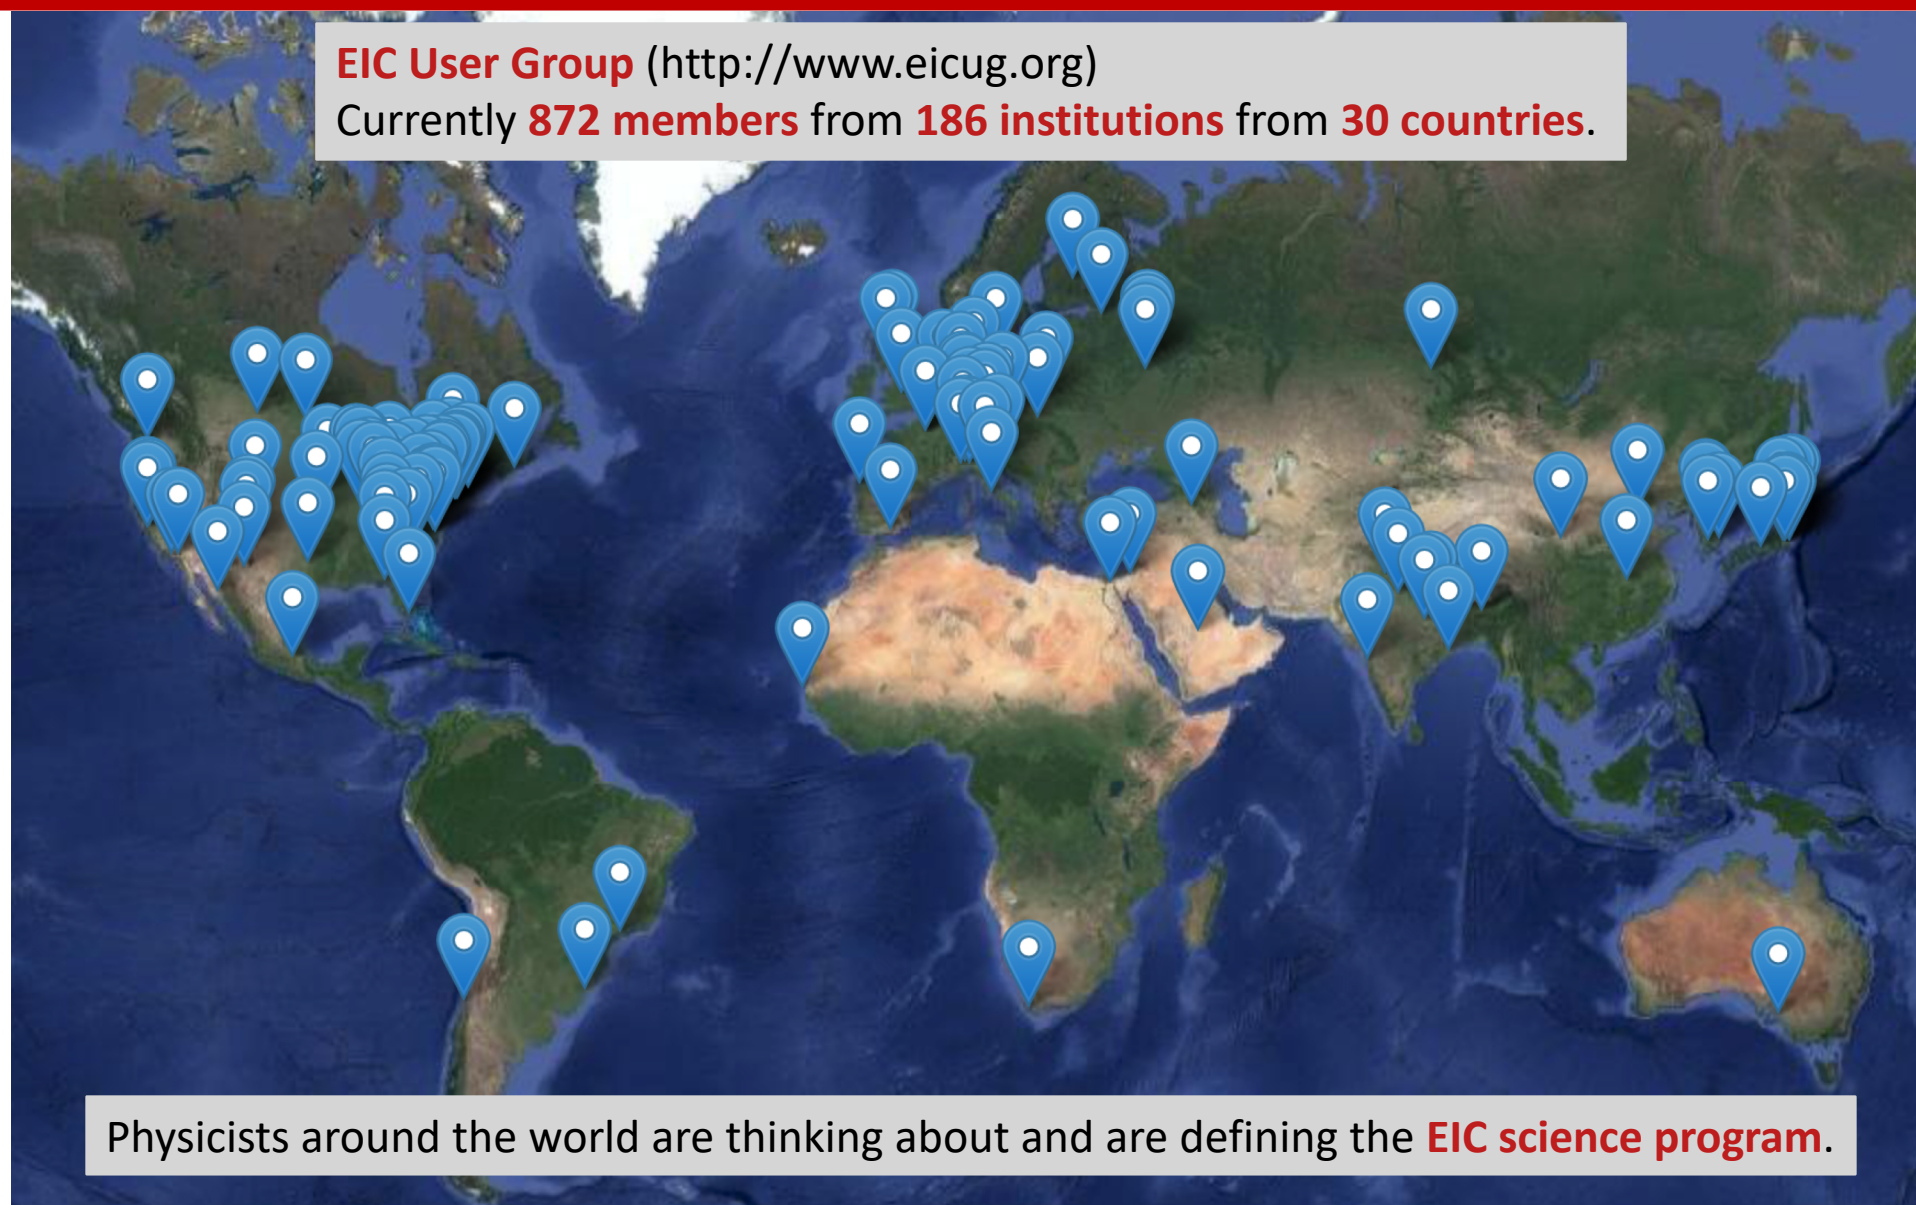 EIC User Group (http://www.eicug.org)
Currently 872 members from 186 institutions from 30 countries.
Physicists around the world are thinking about and are defining the EIC science program.